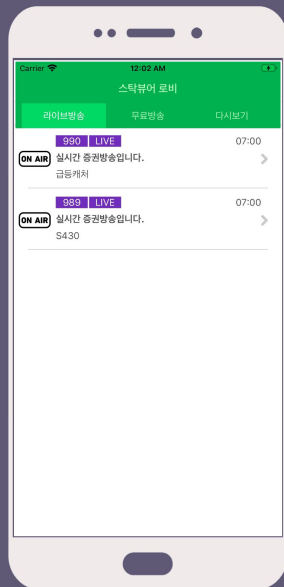 Carrier 12:02 AM
스탁뷰어 로비
라이브방송 무료방송 다시보기
990 LIVE 07:00
ON AIR 실시간 증권방송입니다.
급등캐처
989 LIVE 07:00
ON AIR 실시간 증권방송입니다.
S430